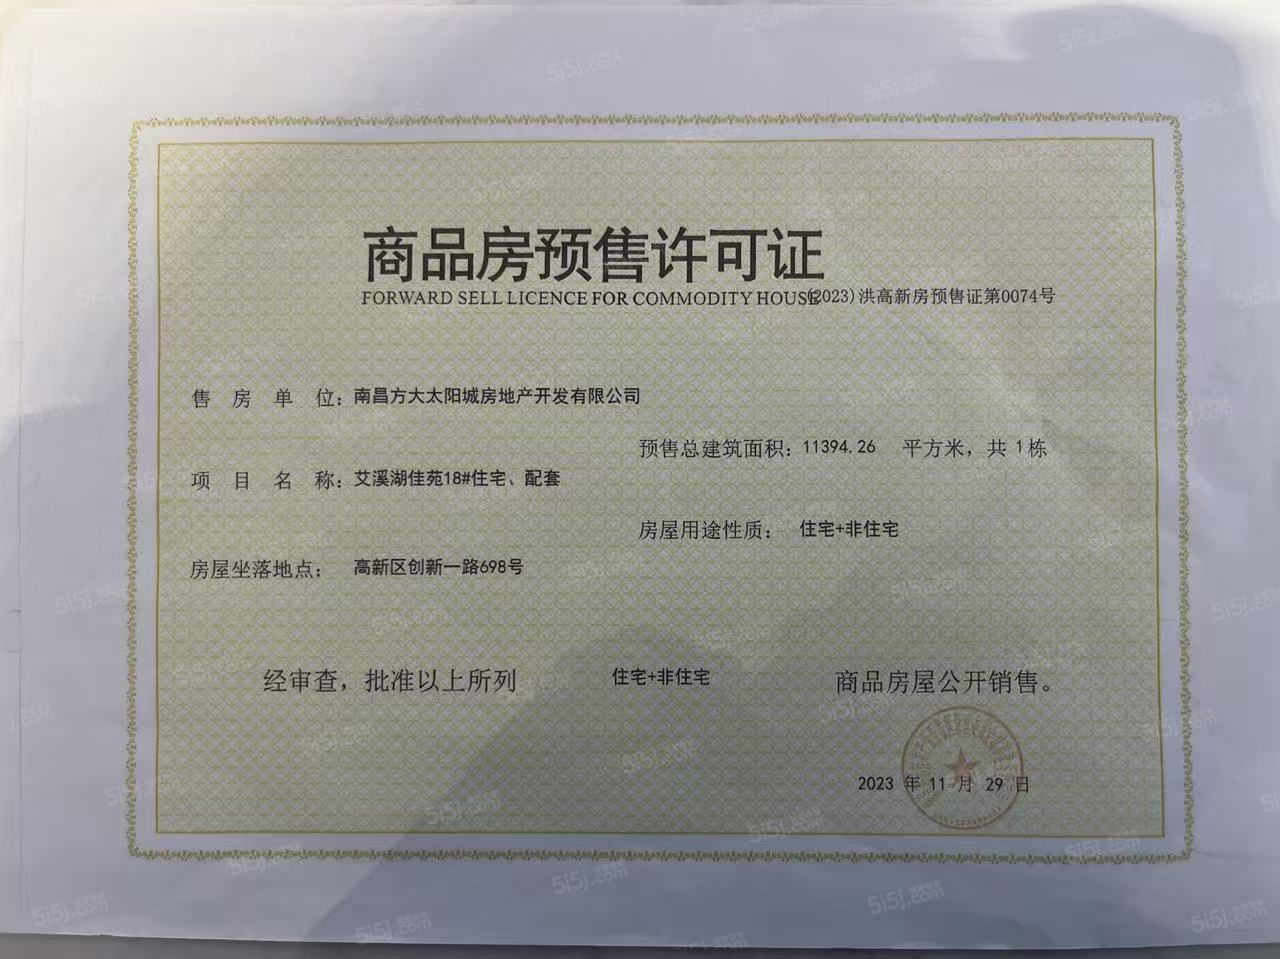 商品房预售许可证
FORWARD SELL LICENCE FOR COMMODITY HOUSE
(2023)洪高新房预售证第0074号
售房单位：南昌方大太阳城房地产开发有限公司
预售总建筑面积：11394.26 平方米，共 1 栋
项目名称：艾溪湖佳苑18#住宅、配套
房屋用途性质： 住宅+非住宅
房屋坐落地点： 高新区创新一路698号
经审查，批准以上所列 住宅+非住宅 商品房屋公开销售。
2023 年 11 月 29 日
5i5j.com